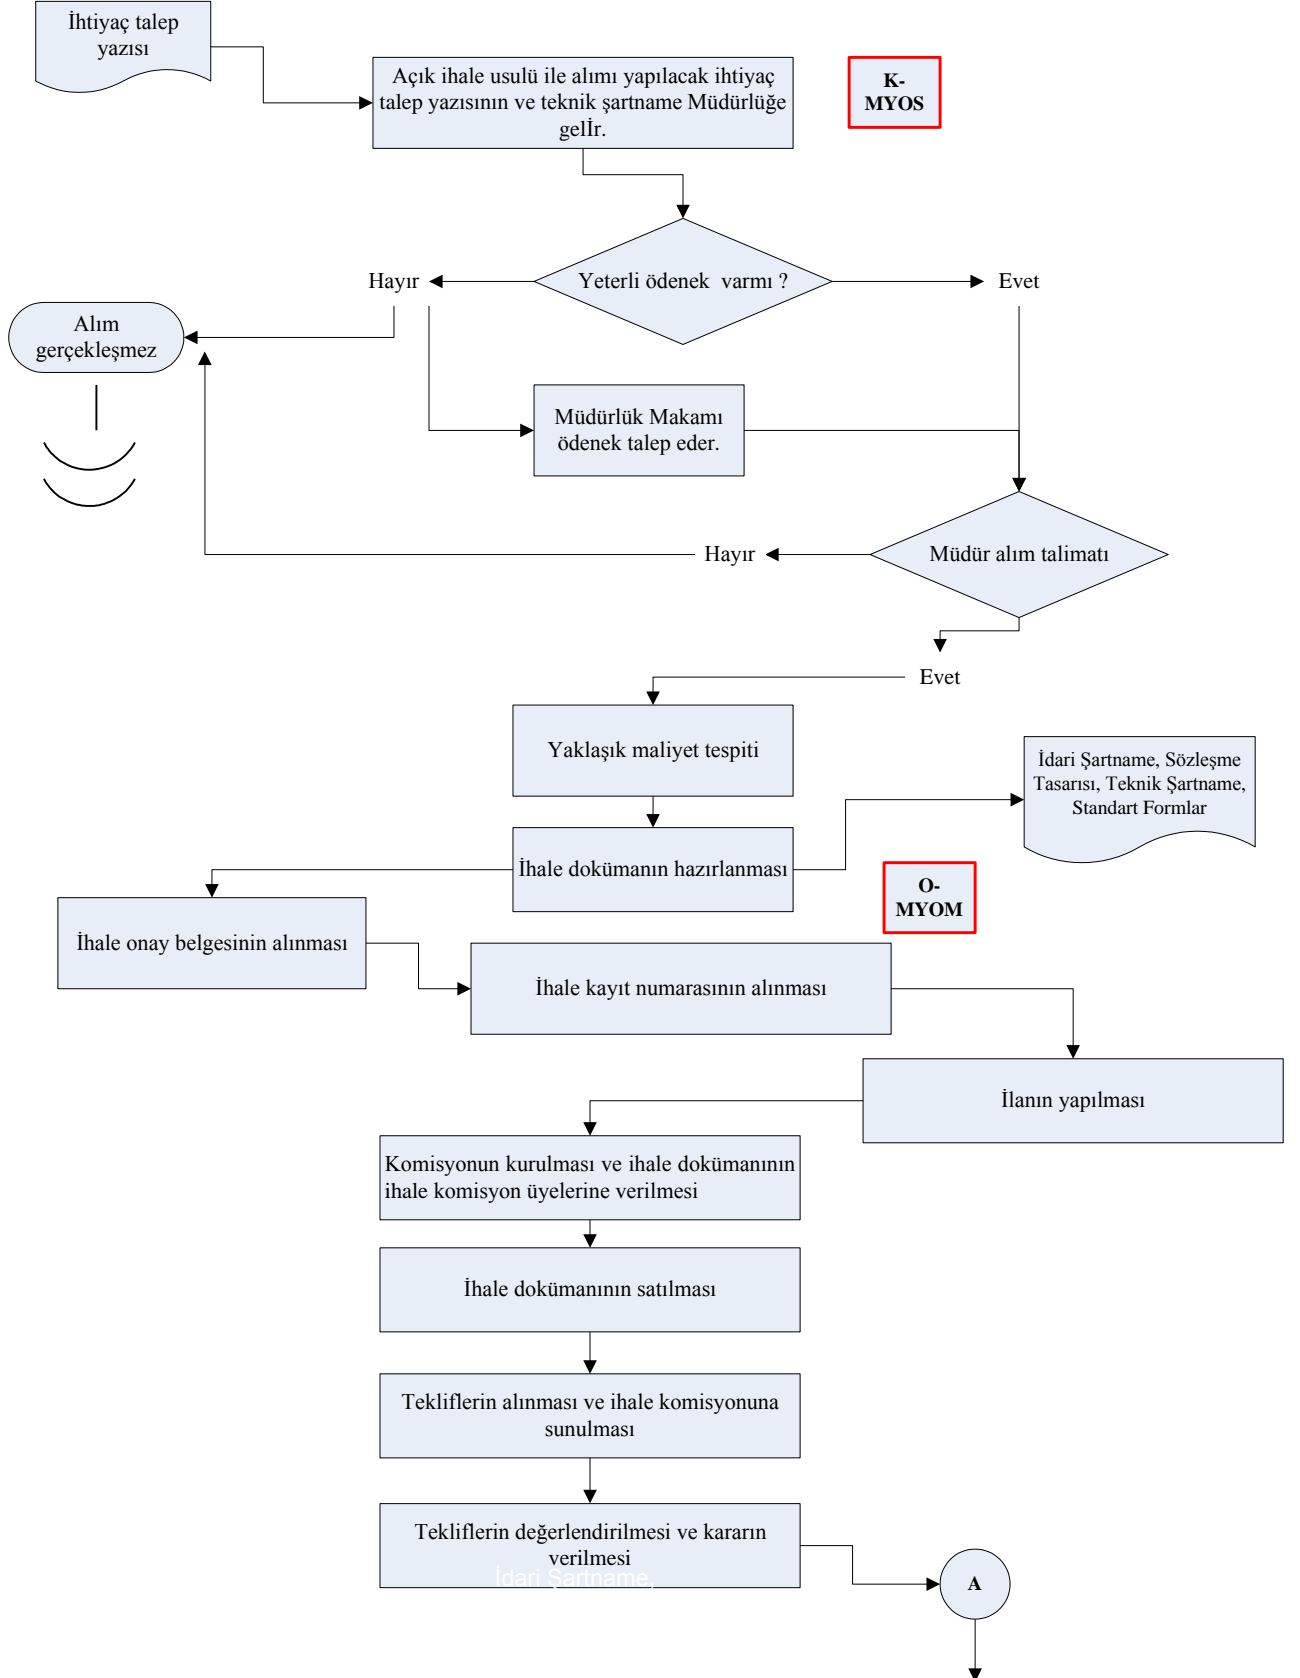 İhtiyaç talep
yazısı
Açık ihale usulü ile alımı yapılacak ihtiyaç
talep yazısının ve teknik şartname Müdürlüğe
gelİr.
K-
MYOS
Yeterli ödenek  varmı ?
Hayır
Evet
Alım
gerçekleşmez
Müdürlük Makamı
ödenek talep eder.
Müdür alım talimatı
Hayır
Evet
Yaklaşık maliyet tespiti
İdari Şartname, Sözleşme
Tasarısı, Teknik Şartname,
Standart Formlar
İhale dokümanın hazırlanması
O-
MYOM
İhale onay belgesinin alınması
İhale kayıt numarasının alınması
İlanın yapılması
Komisyonun kurulması ve ihale dokümanının
ihale komisyon üyelerine verilmesi
İhale dokümanının satılması
Tekliflerin alınması ve ihale komisyonuna
sunulması
Tekliflerin değerlendirilmesi ve kararın
verilmesi
İdari Şartname,
A